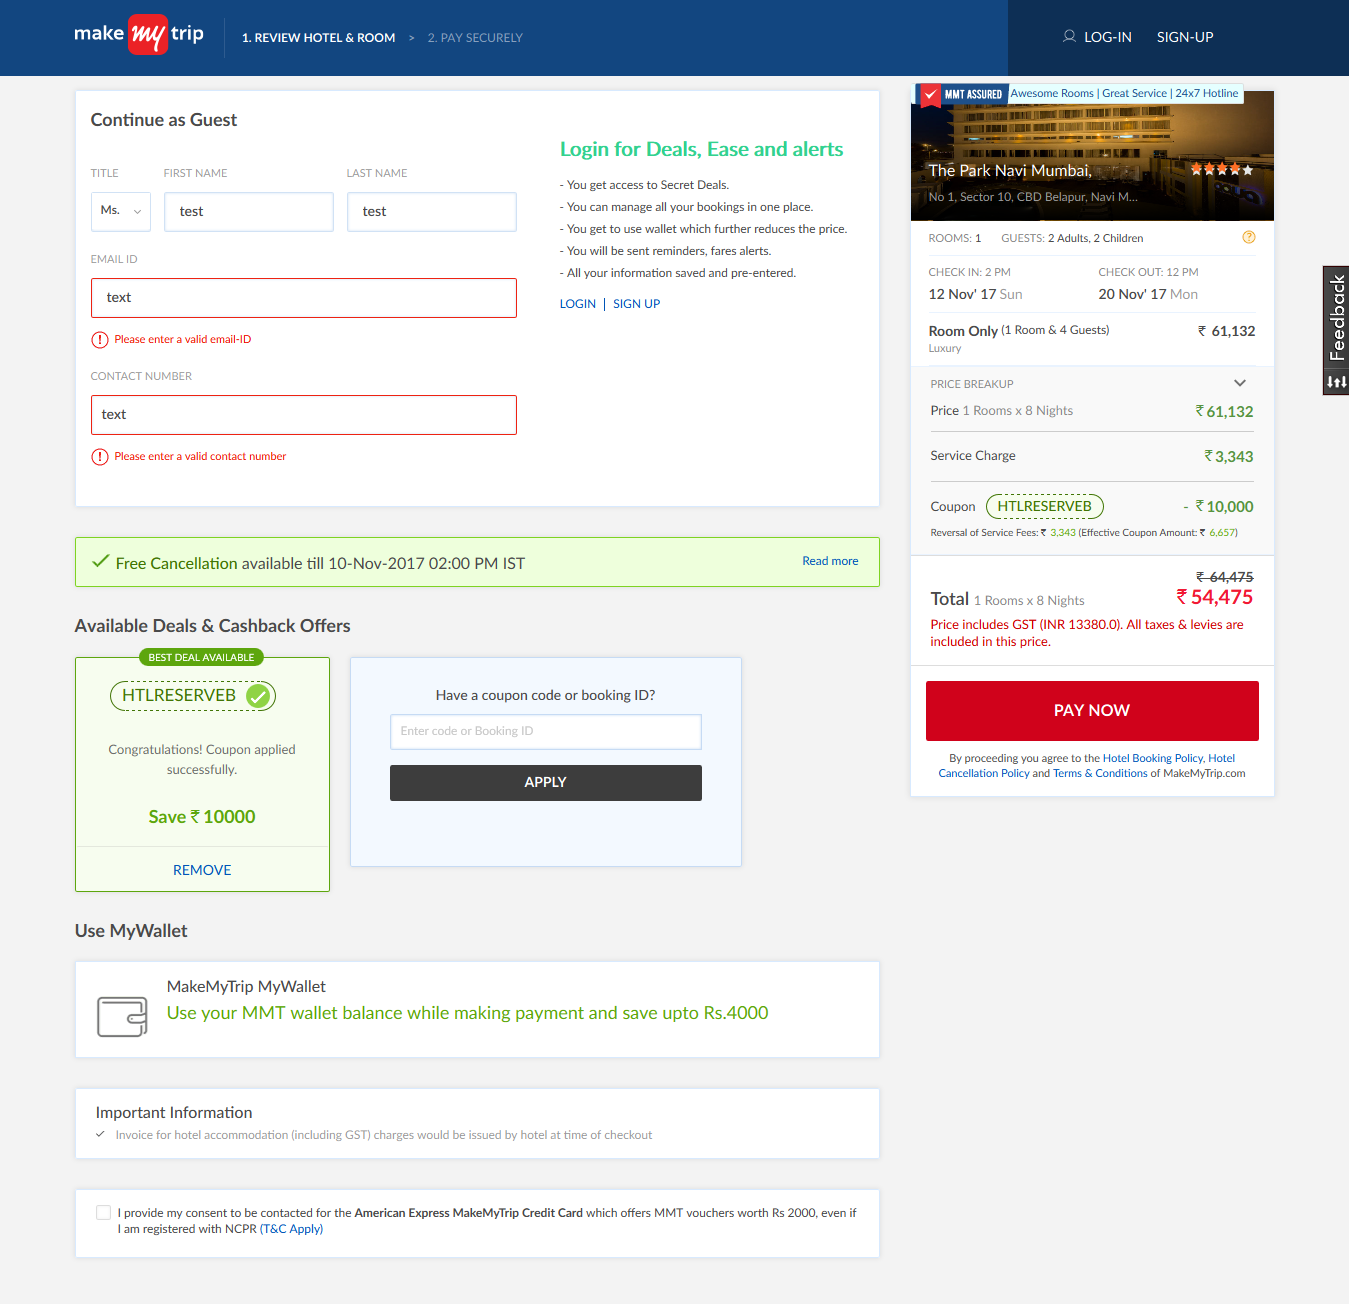 make my trip
1. REVIEW HOTEL & ROOM > 2. PAY SECURELY
LOG-IN SIGN-UP
Continue as Guest
TITLE FIRST NAME LAST NAME
Ms. test test
EMAIL ID
text
Please enter a valid email-ID
CONTACT NUMBER
text
Please enter a valid contact number
Login for Deals, Ease and alerts
- You get access to Secret Deals.
- You can manage all your bookings in one place.
- You get to use wallet which further reduces the price.
- You will be sent reminders, fares alerts.
- All your information saved and pre-entered.
LOGIN | SIGN UP
Free Cancellation available till 10-Nov-2017 02:00 PM IST
Read more
Available Deals & Cashback Offers
BEST DEAL AVAILABLE
HTLRESERVEB
Congratulations! Coupon applied
successfully.
Save ₹ 10000
REMOVE
Have a coupon code or booking ID?
Enter code or Booking ID
APPLY
Use MyWallet
MakeMyTrip MyWallet
Use your MMT wallet balance while making payment and save upto Rs.4000
Important Information
Invoice for hotel accommodation (including GST) charges would be issued by hotel at time of checkout
I provide my consent to be contacted for the American Express MakeMyTrip Credit Card which offers MMT vouchers worth Rs 2000, even if
I am registered with NCPR (T&C Apply)
MMT ASSURED Awesome Rooms | Great Service | 24x7 Hotline
The Park Navi Mumbai,
No 1, Sector 10, CBD Belapur, Navi M...
ROOMS: 1 GUESTS: 2 Adults, 2 Children ?
CHECK IN: 2 PM CHECK OUT: 12 PM
12 Nov' 17 Sun 20 Nov' 17 Mon
Room Only (1 Room & 4 Guests) ₹ 61,132
Luxury
PRICE BREAKUP
Price 1 Rooms x 8 Nights ₹ 61,132
Service Charge ₹ 3,343
Coupon HTLRESERVEB - ₹ 10,000
Reversal of Service Fees: ₹ 3,343 (Effective Coupon Amount: ₹ 6,657)
₹ 64,475
Total 1 Rooms x 8 Nights ₹ 54,475
Price includes GST (INR 13380.0). All taxes & levies are
included in this price.
PAY NOW
By proceeding you agree to the Hotel Booking Policy, Hotel
Cancellation Policy and Terms & Conditions of MakeMyTrip.com
Feedback